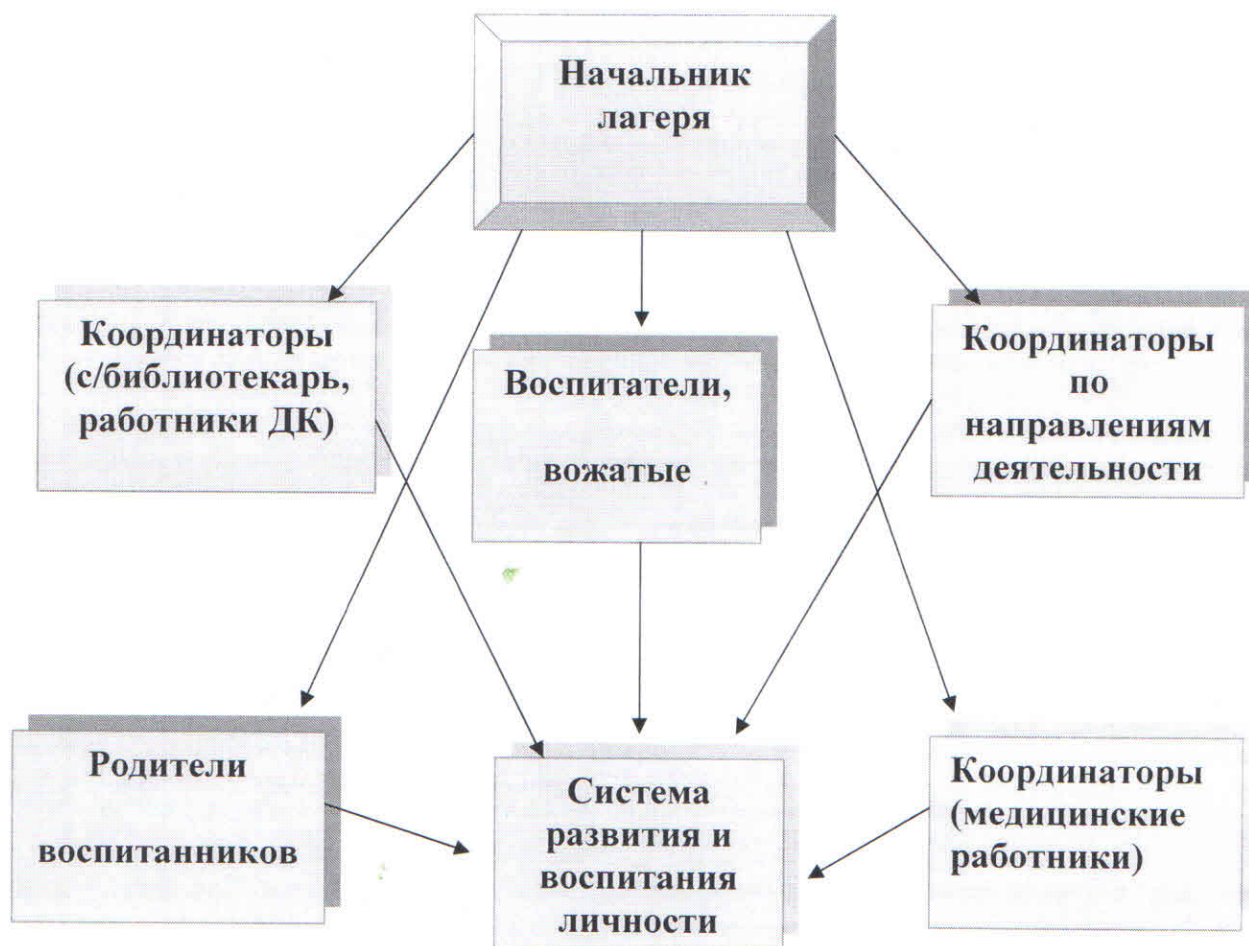 Начальник
лагеря
Координаторы
(с/библиотекарь,
работники ДК)
Воспитатели,
вожатые
Координаторы
по
направлениям
деятельности
Родители
воспитанников
Система
развития и
воспитания
личности
Координаторы
(медицинские
работники)